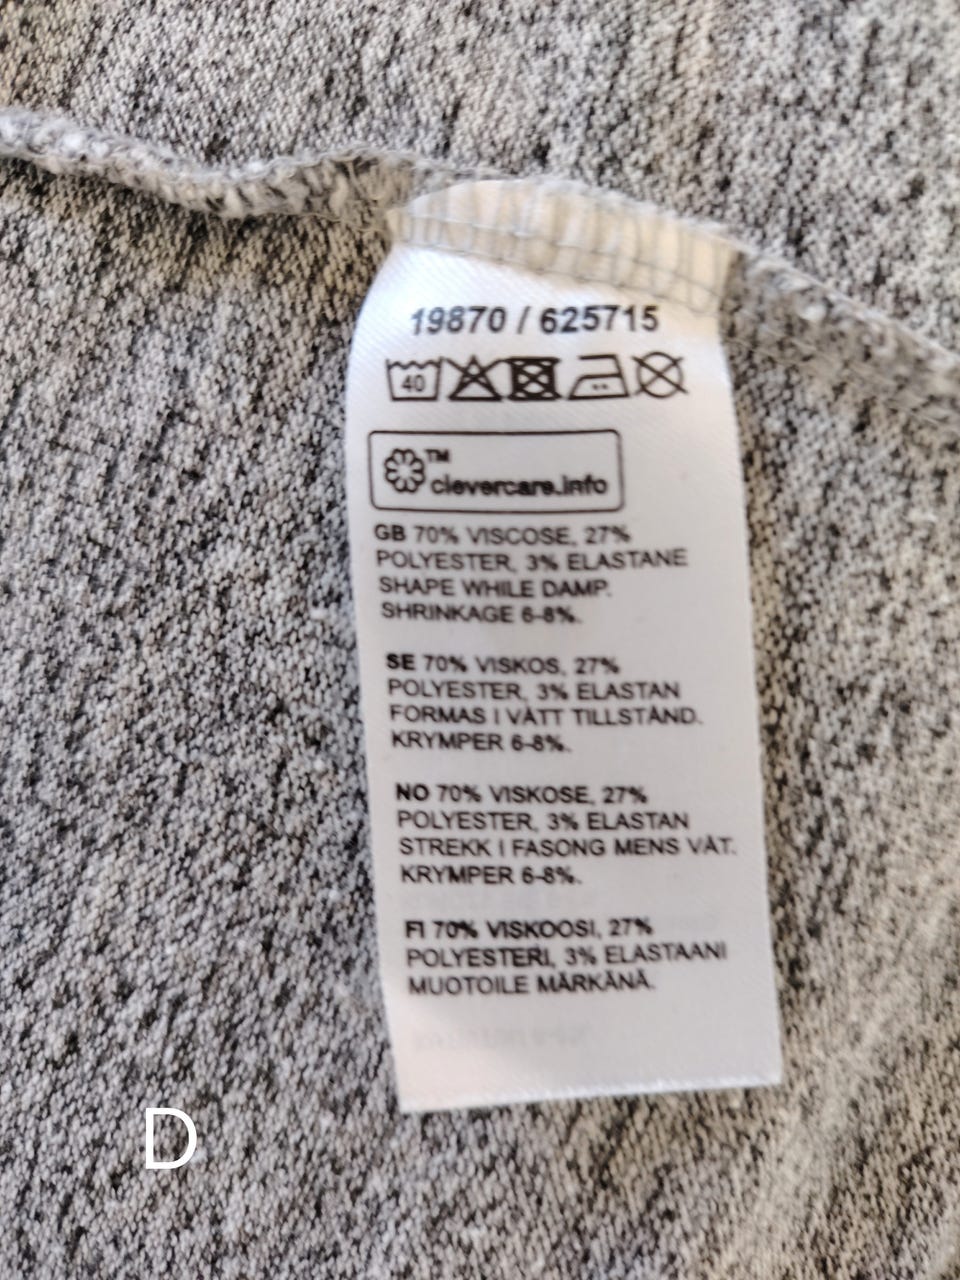 19870 / 625715
40
TM
clevercare.info
GB 70% VISCOSE, 27%
POLYESTER, 3% ELASTANE
SHAPE WHILE DAMP.
SHRINKAGE 6-8%.
SE 70% VISKOS, 27%
POLYESTER, 3% ELASTAN
FORMAS I VÅTT TILLSTÅND.
KRYMPER 6-8%.
NO 70% VISKOSE, 27%
POLYESTER, 3% ELASTAN
STREKK I FASONG MENS VÅT.
KRYMPER 6-8%.
FI 70% VISKOOSI, 27%
POLYESTERI, 3% ELASTAANI
MUOTOILE MÄRKÄNÄ.
D